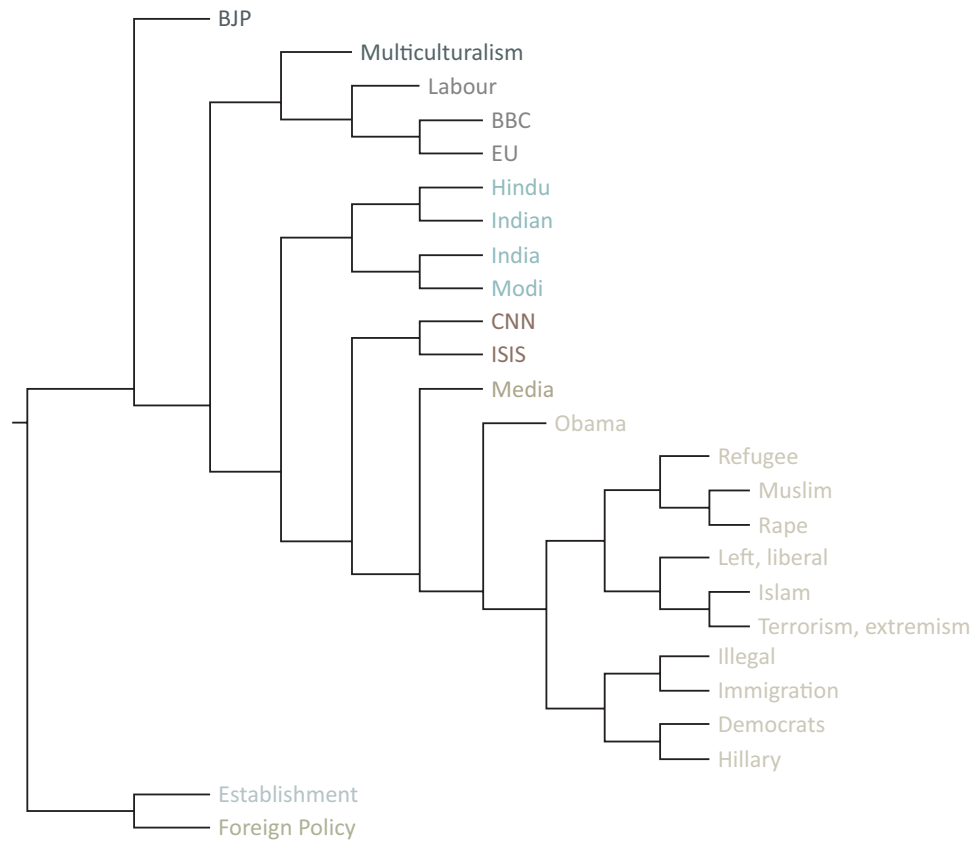 BJP
Multiculturalism
Labour
BBC
EU
Hindu
Indian
India
Modi
CNN
ISIS
Media
Obama
Refugee
Muslim
Rape
Left, liberal
Islam
Terrorism, extremism
Illegal
Immigration
Democrats
Hillary
Establishment
Foreign Policy